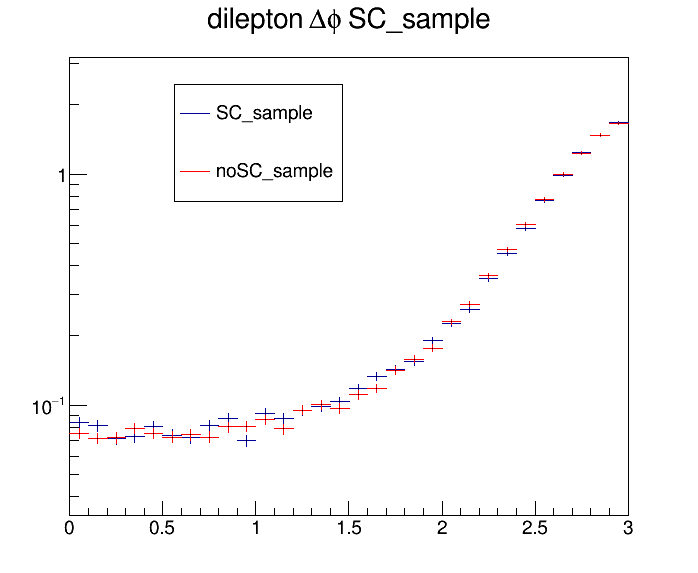 dilepton Δϕ SC_sample
SC_sample
noSC_sample
1
10⁻¹
0 0.5 1 1.5 2 2.5 3